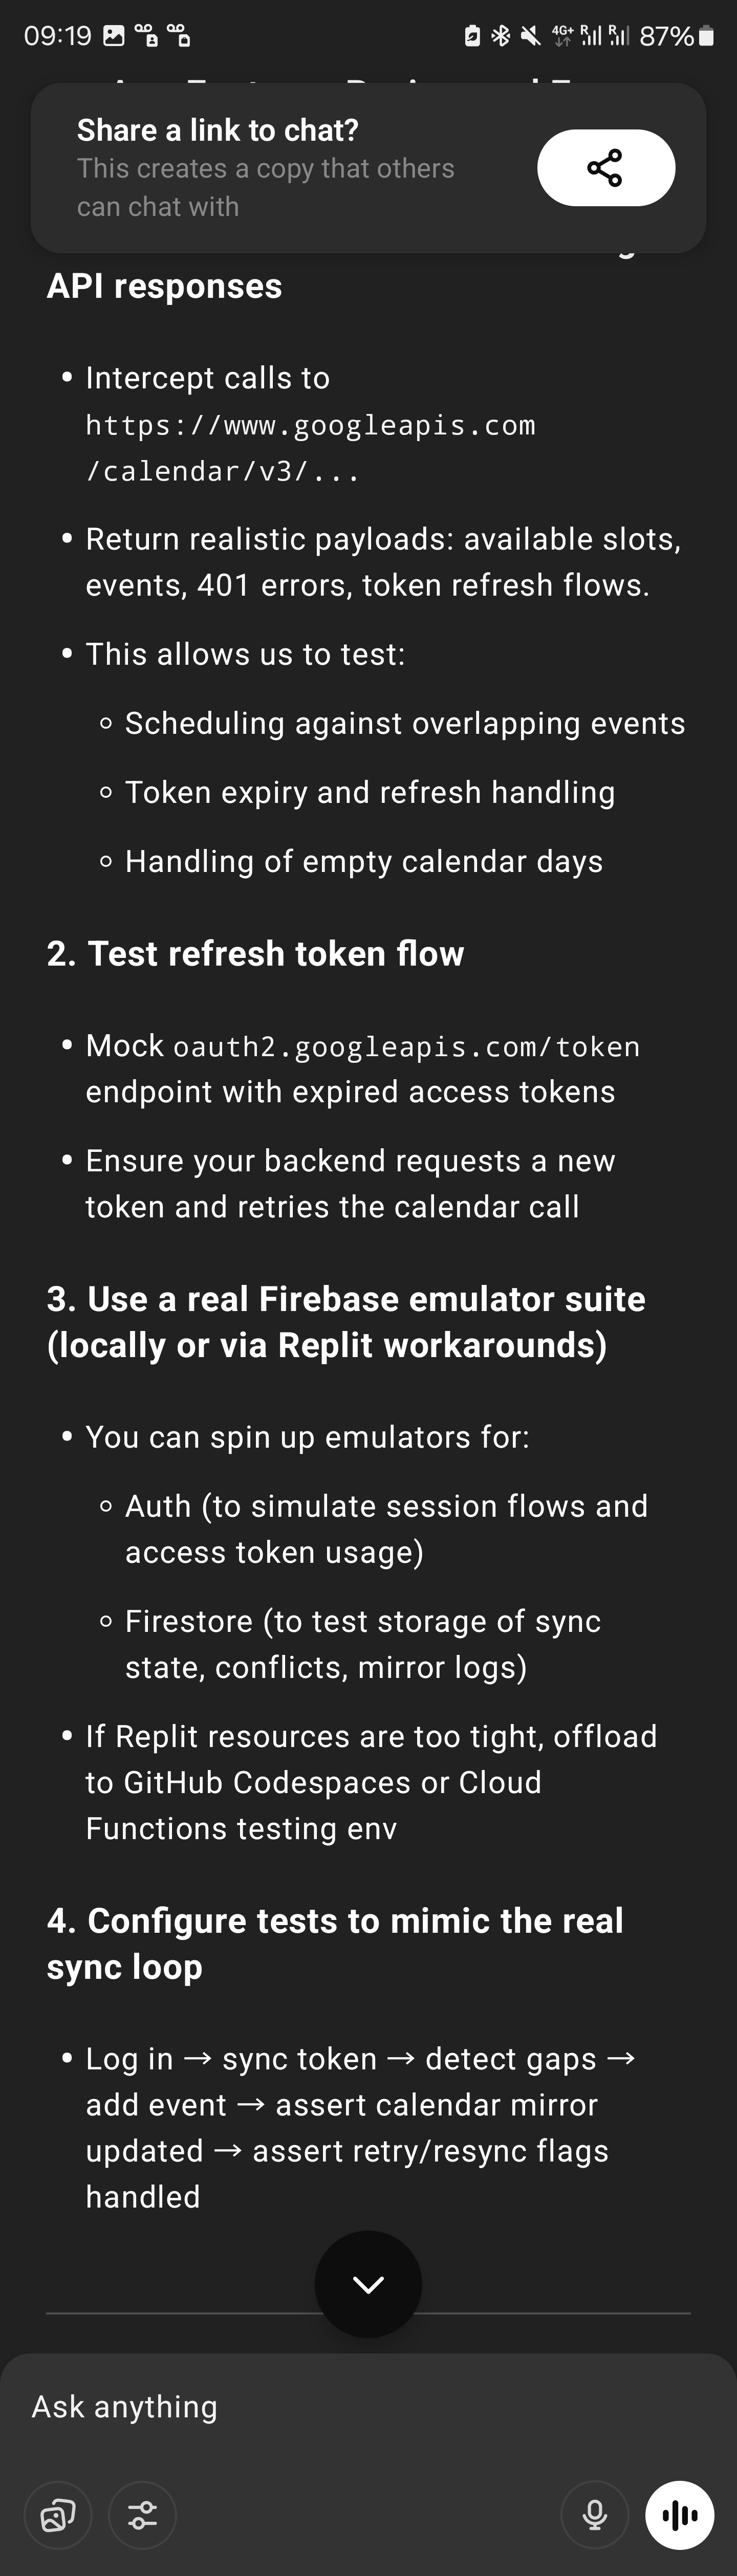 09:19 4G+ R R 87%
Share a link to chat?
This creates a copy that others
can chat with
API responses
• Intercept calls to
https://www.googleapis.com
/calendar/v3/...
• Return realistic payloads: available slots,
events, 401 errors, token refresh flows.
• This allows us to test:
◦ Scheduling against overlapping events
◦ Token expiry and refresh handling
◦ Handling of empty calendar days
2. Test refresh token flow
• Mock oauth2.googleapis.com/token
endpoint with expired access tokens
• Ensure your backend requests a new
token and retries the calendar call
3. Use a real Firebase emulator suite
(locally or via Replit workarounds)
• You can spin up emulators for:
◦ Auth (to simulate session flows and
access token usage)
◦ Firestore (to test storage of sync
state, conflicts, mirror logs)
• If Replit resources are too tight, offload
to GitHub Codespaces or Cloud
Functions testing env
4. Configure tests to mimic the real
sync loop
• Log in → sync token → detect gaps →
add event → assert calendar mirror
updated → assert retry/resync flags
handled
Ask anything